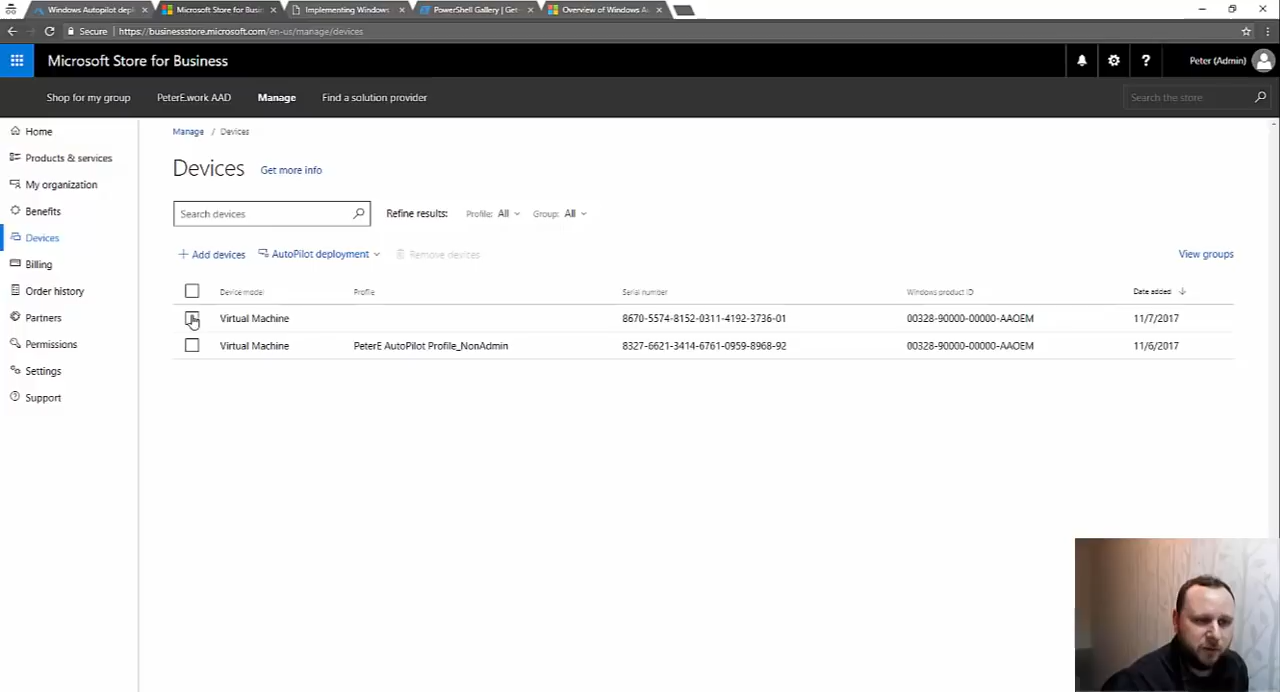 Windows Autopilot depl
Microsoft Store for Busin
Implementing Windows
PowerShell Gallery | Get-
Overview of Windows Au
Secure
https://businessstore.microsoft.com/en-us/manage/devices
Microsoft Store for Business
Peter (Admin)
Shop for my group
PeterE.work AAD
Manage
Find a solution provider
Search the store
Home
Products & services
My organization
Benefits
Devices
Billing
Order history
Partners
Permissions
Settings
Support
Manage / Devices
Devices
Get more info
Search devices
Refine results:
Profile: All
Group: All
Add devices
AutoPilot deployment
Remove devices
View groups
Device model
Profile
Serial number
Windows product ID
Date added
Virtual Machine
8670-5574-8152-0311-4192-3736-01
00328-90000-00000-AAOEM
11/7/2017
Virtual Machine
PeterE AutoPilot Profile_NonAdmin
8327-6621-3414-6761-0959-8968-92
00328-90000-00000-AAOEM
11/6/2017